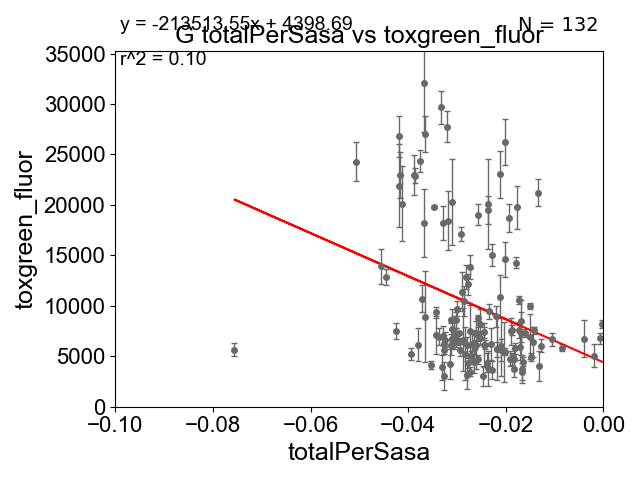 y = -213513.55x + 4398.69
N = 132
G totalPerSasa vs toxgreen_fluor
r^2 = 0.10
35000
30000
25000
20000
15000
10000
5000
0
toxgreen_fluor
−0.10
−0.08
−0.06
−0.04
−0.02
0.00
totalPerSasa